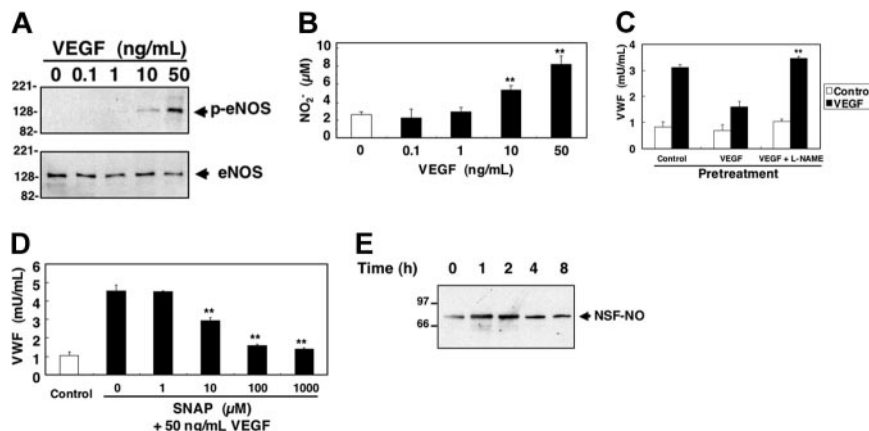 A
VEGF (ng/mL)
0 0.1 1 10 50
221-
128-
82-
p-eNOS
221-
128-
82-
eNOS
B
NO2- (µM)
10
8
6
4
2
0
** **
0 0.1 1 10 50
VEGF (ng/mL)
C
VWF (mU/mL)
4
3
2
1
0
**
Control
VEGF
Control VEGF VEGF + L-NAME
Pretreatment
D
VWF (mU/mL)
6
5
4
3
2
1
0
** ** **
Control 0 1 10 100 1000
SNAP (µM)
+ 50 ng/mL VEGF
E
Time (h) 0 1 2 4 8
97
66
NSF-NO